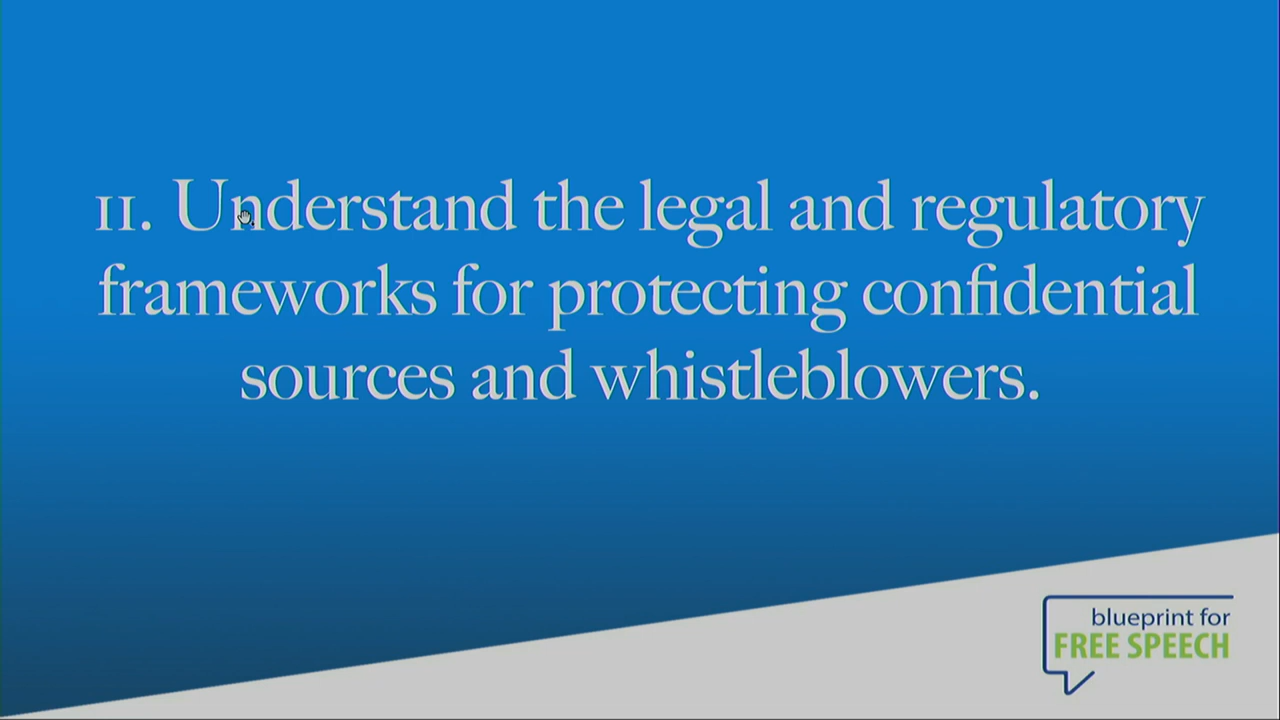 11. Understand the legal and regulatory
frameworks for protecting confidential
sources and whistleblowers.
blueprint for
FREE SPEECH